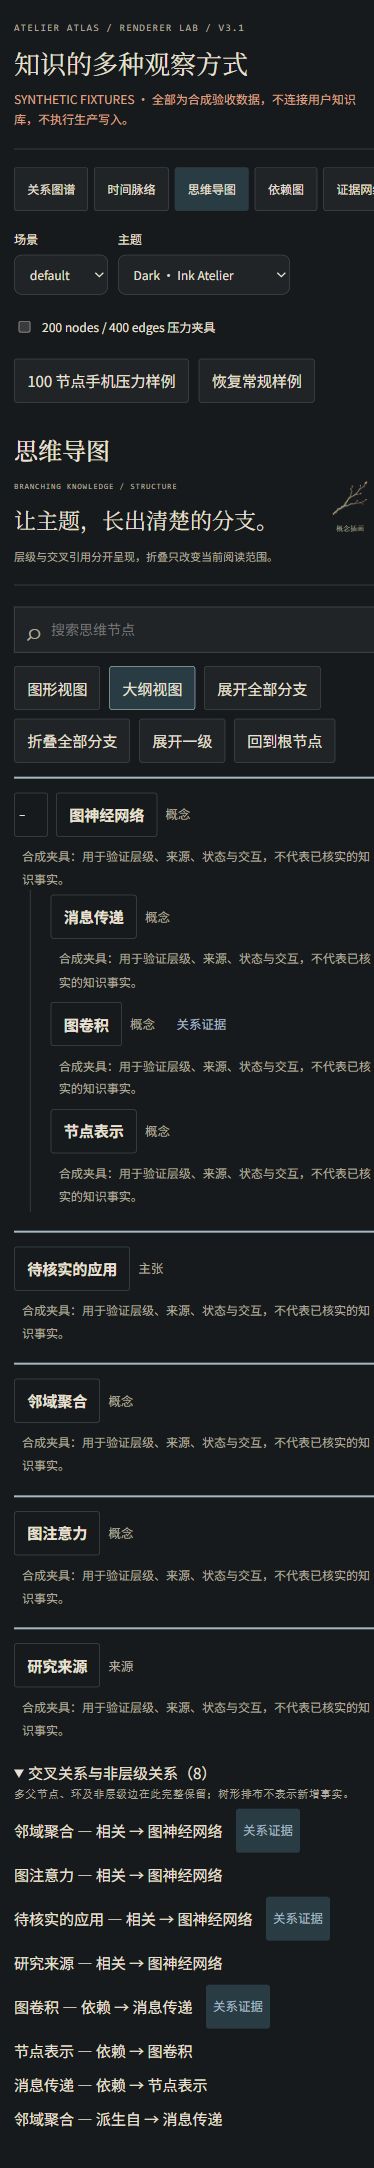 ATELIER ATLAS / RENDERER LAB / V3.1
知识的多种观察方式
SYNTHETIC FIXTURES · 全部为合成验收数据，不连接用户知识
库，不执行生产写入。
关系图谱 时间脉络 思维导图 依赖图 证据网
场景 主题
default Dark · Ink Atelier
200 nodes / 400 edges 压力夹具
100 节点手机压力样例 恢复常规样例
思维导图
BRANCHING KNOWLEDGE / STRUCTURE
让主题，长出清楚的分支。
概念插画
层级与交叉引用分开呈现，折叠只改变当前阅读范围。
⌕ 搜索思维节点
图形视图 大纲视图 展开全部分支
折叠全部分支 展开一级 回到根节点
− 图神经网络 概念
合成夹具：用于验证层级、来源、状态与交互，不代表已核实的知
识事实。
消息传递 概念
合成夹具：用于验证层级、来源、状态与交互，不代表已核
实的知识事实。
图卷积 概念 关系证据
合成夹具：用于验证层级、来源、状态与交互，不代表已核
实的知识事实。
节点表示 概念
合成夹具：用于验证层级、来源、状态与交互，不代表已核
实的知识事实。
待核实的应用 主张
合成夹具：用于验证层级、来源、状态与交互，不代表已核实的知
识事实。
邻域聚合 概念
合成夹具：用于验证层级、来源、状态与交互，不代表已核实的知
识事实。
图注意力 概念
合成夹具：用于验证层级、来源、状态与交互，不代表已核实的知
识事实。
研究来源 来源
合成夹具：用于验证层级、来源、状态与交互，不代表已核实的知
识事实。
▼ 交叉关系与非层级关系（8）
多父节点、环及非层级边在此完整保留；树形排布不表示新增事实。
邻域聚合 — 相关 → 图神经网络 关系证据
图注意力 — 相关 → 图神经网络
待核实的应用 — 相关 → 图神经网络 关系证据
研究来源 — 相关 → 图神经网络
图卷积 — 依赖 → 消息传递 关系证据
节点表示 — 依赖 → 图卷积
消息传递 — 依赖 → 节点表示
邻域聚合 — 派生自 → 消息传递